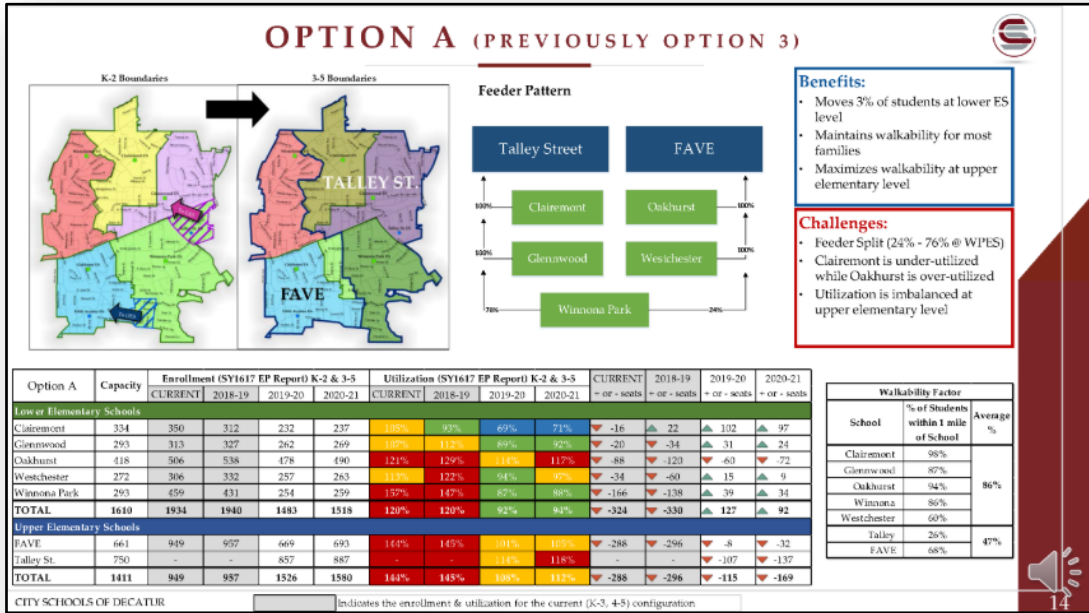 OPTION A (PREVIOUSLY OPTION 3)
K-2 Boundaries
3-5 Boundaries
TALLEY ST.
FAVE
Feeder Pattern
Talley Street
FAVE
100%
Clairemont
Oakhurst
100%
100%
Glennwood
Westchester
100%
76%
Winnona Park
24%
Benefits:
• Moves 3% of students at lower ES
level
• Maintains walkability for most
families
• Maximizes walkability at upper
elementary level
Challenges:
• Feeder Split (24% - 76% @ WPES)
• Clairemont is under-utilized
while Oakhurst is over-utilized
• Utilization is imbalanced at
upper elementary level
Option A Capacity Enrollment (SY1617 EP Report) K-2 & 3-5 Utilization (SY1617 EP Report) K-2 & 3-5 CURRENT 2018-19 2019-20 2020-21
CURRENT 2018-19 2019-20 2020-21 CURRENT 2018-19 2019-20 2020-21 + or - seats + or - seats + or - seats + or - seats
Lower Elementary Schools
Clairemont 334 350 312 232 237 105% 93% 69% 71% -16 22 102 97
Glennwood 293 313 327 262 269 107% 112% 89% 92% -20 -34 31 24
Oakhurst 418 506 538 478 490 121% 129% 114% 117% -88 -120 -60 -72
Westchester 272 306 332 257 263 113% 122% 94% 97% -34 -60 15 9
Winnona Park 293 459 431 254 259 157% 147% 87% 88% -166 -138 39 34
TOTAL 1610 1934 1940 1483 1518 120% 120% 92% 94% -324 -330 127 92
Upper Elementary Schools
FAVE 661 949 957 669 693 144% 145% 101% 105% -288 -296 -8 -32
Talley St. 750 - - 857 887 - - 114% 118% - - -107 -137
TOTAL 1411 949 957 1526 1580 144% 145% 108% 112% -288 -296 -115 -169
Walkability Factor
School % of Students within 1 mile of School Average %
Clairemont 98%
Glennwood 87%
Oakhurst 94%
86%
Winnona 86%
Westchester 60%
Talley 26%
47%
FAVE 68%
CITY SCHOOLS OF DECATUR
Indicates the enrollment & utilization for the current (K-3, 4-5) configuration
14